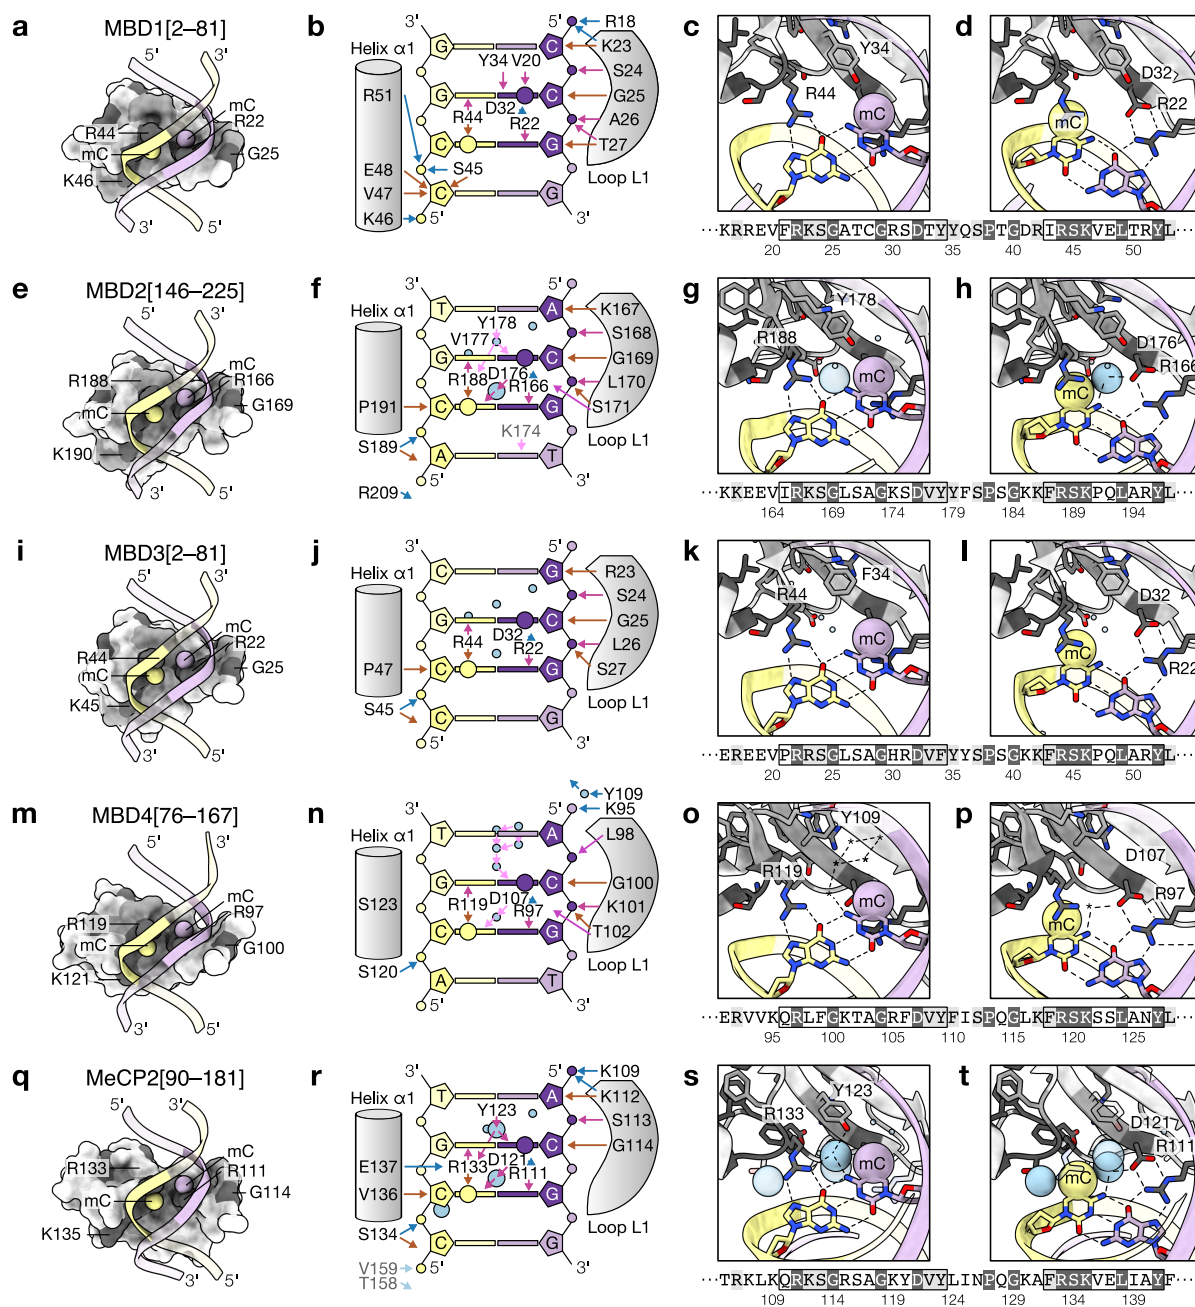 a
MBD1[2–81]
5'
3'
mC
R44
R22
mC
G25
K46
3'
5'
b
3'
5'
R18
Helix α1
G
C
K23
Y34 V20
S24
R51
G
C
G25
D32
R44
R22
A26
C
G
T27
E48
S45
Loop L1
V47
C
G
K46
5'
3'
c
Y34
R44
mC
d
D32
R22
mC
···KRREVFRKSGATCGRSDTYYQSPTGDRIRSKVELTRYL···
20 25 30 35 40 45 50
e
MBD2[146–225]
5'
3'
mC
R188
R166
mC
G169
K190
3'
5'
f
3'
5'
Helix α1
T
A
K167
Y178
S168
V177
G
C
G169
D176
R188
R166
L170
P191
C
G
S171
K174
Loop L1
S189
A
T
5'
3'
R209
g
Y178
R188
mC
h
D176
R166
mC
···KKEEVIRKSGLSAGKSDVYYFSPSGKKFRSKPQLARYL···
164 169 174 179 184 189 194
i
MBD3[2–81]
5'
3'
mC
R44
R22
mC
G25
K45
3'
5'
j
3'
5'
Helix α1
C
G
R23
S24
G
C
G25
D32
R44
R22
L26
P47
C
G
S27
Loop L1
S45
C
G
5'
3'
k
F34
R44
mC
l
D32
mC
R22
···EREEVPRRSGLSAGHRDVFYYSPSGKKFRSKPQLARYL···
20 25 30 35 40 45 50
m
MBD4[76–167]
5'
3'
mC
R119
R97
mC
G100
K121
3'
5'
n
Y109
3'
5'
K95
Helix α1
T
A
L98
G
C
G100
S123
D107
R119
R97
K101
C
G
T102
S120
Loop L1
A
T
5'
3'
o
Y109
R119
mC
p
D107
R97
mC
···ERVVKQRLFGKTAGRFDVYFISPQGLKFRSKSSLANYL···
95 100 105 110 115 120 125
q
MeCP2[90–181]
5'
3'
mC
R133
R111
mC
G114
K135
3'
5'
r
3'
5'
K109
Helix α1
T
A
K112
Y123
S113
G
C
G114
E137
D121
R133
R111
V136
C
G
S134
Loop L1
C
G
V159
5'
3'
T158
s
Y123
R133
mC
t
D121
R111
mC
···TRKLKQRKSGRSAGKYDVYLINPQGKAFRSKVELIAYF···
109 114 119 124 129 134 139